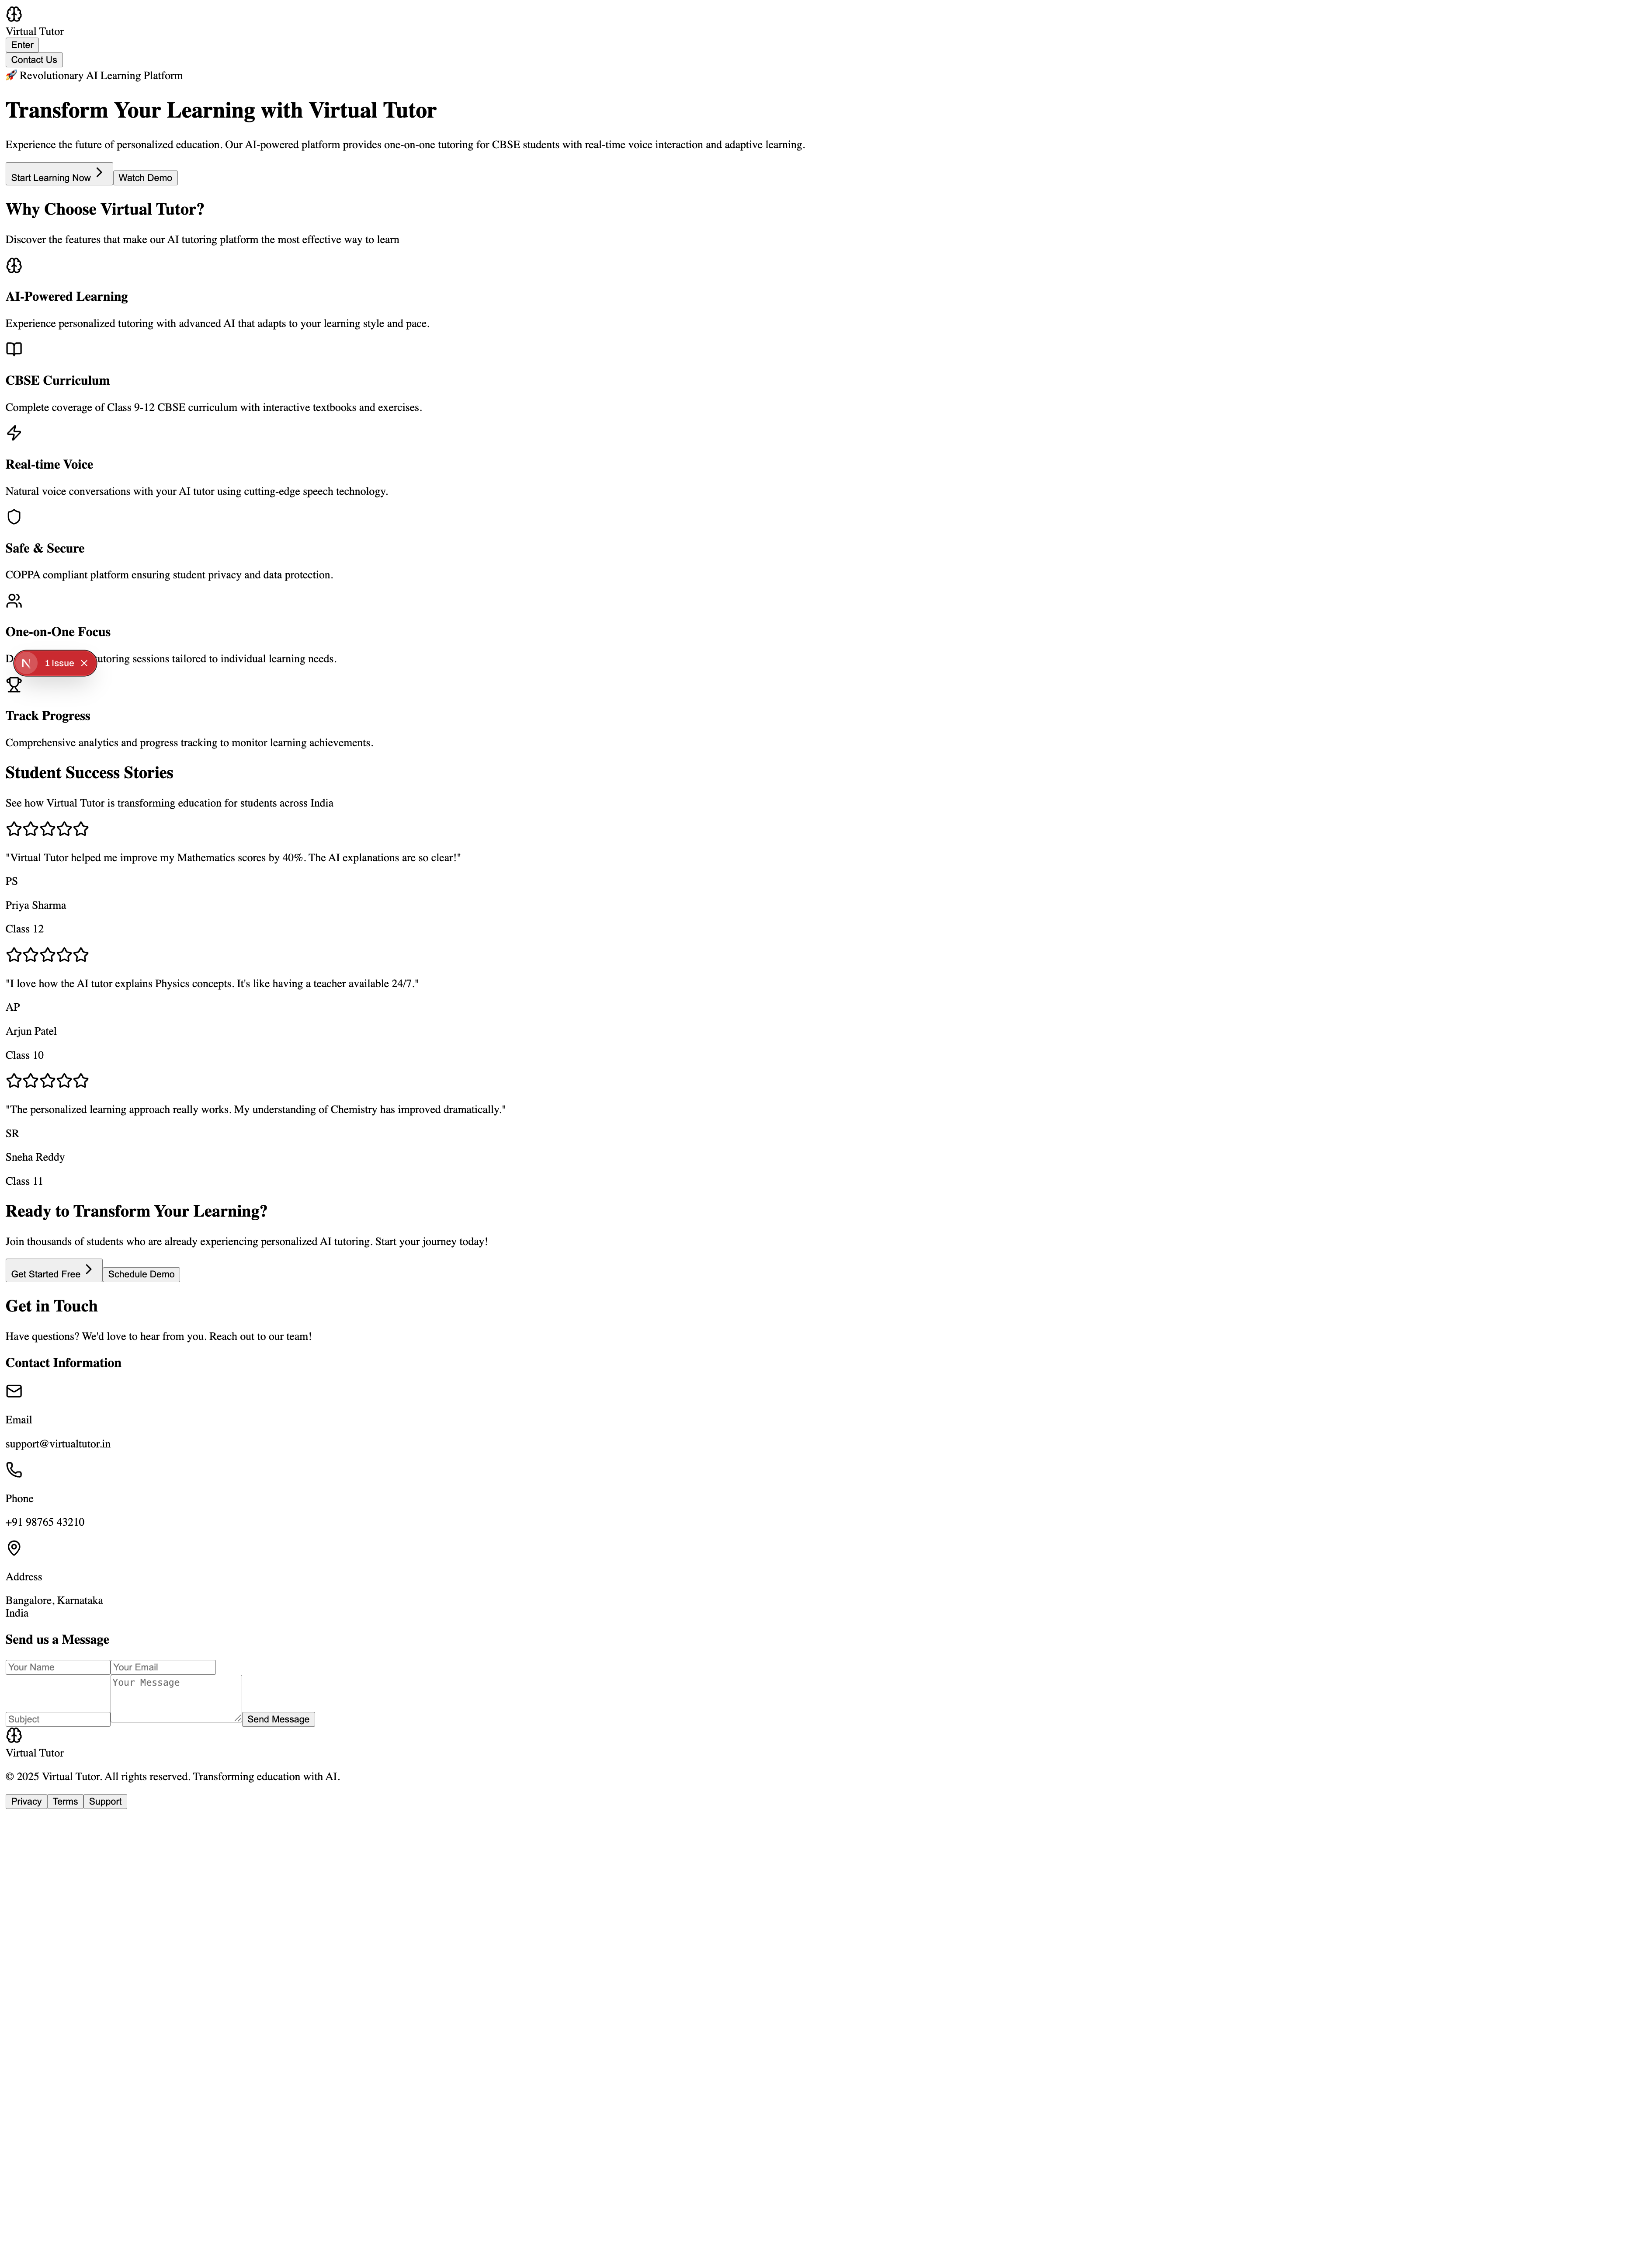 Virtual Tutor
Enter
Contact Us
🚀 Revolutionary AI Learning Platform
Transform Your Learning with Virtual Tutor
Experience the future of personalized education. Our AI-powered platform provides one-on-one tutoring for CBSE students with real-time voice interaction and adaptive learning.
Start Learning Now Watch Demo
Why Choose Virtual Tutor?
Discover the features that make our AI tutoring platform the most effective way to learn
AI-Powered Learning
Experience personalized tutoring with advanced AI that adapts to your learning style and pace.
CBSE Curriculum
Complete coverage of Class 9-12 CBSE curriculum with interactive textbooks and exercises.
Real-time Voice
Natural voice conversations with your AI tutor using cutting-edge speech technology.
Safe & Secure
COPPA compliant platform ensuring student privacy and data protection.
One-on-One Focus
N 1 Issue tutoring sessions tailored to individual learning needs.
Track Progress
Comprehensive analytics and progress tracking to monitor learning achievements.
Student Success Stories
See how Virtual Tutor is transforming education for students across India
"Virtual Tutor helped me improve my Mathematics scores by 40%. The AI explanations are so clear!"
PS
Priya Sharma
Class 12
"I love how the AI tutor explains Physics concepts. It's like having a teacher available 24/7."
AP
Arjun Patel
Class 10
"The personalized learning approach really works. My understanding of Chemistry has improved dramatically."
SR
Sneha Reddy
Class 11
Ready to Transform Your Learning?
Join thousands of students who are already experiencing personalized AI tutoring. Start your journey today!
Get Started Free Schedule Demo
Get in Touch
Have questions? We'd love to hear from you. Reach out to our team!
Contact Information
Email
support@virtualtutor.in
Phone
+91 98765 43210
Address
Bangalore, Karnataka
India
Send us a Message
Your Name Your Email
Your Message
Subject Send Message
Virtual Tutor
© 2025 Virtual Tutor. All rights reserved. Transforming education with AI.
Privacy Terms Support